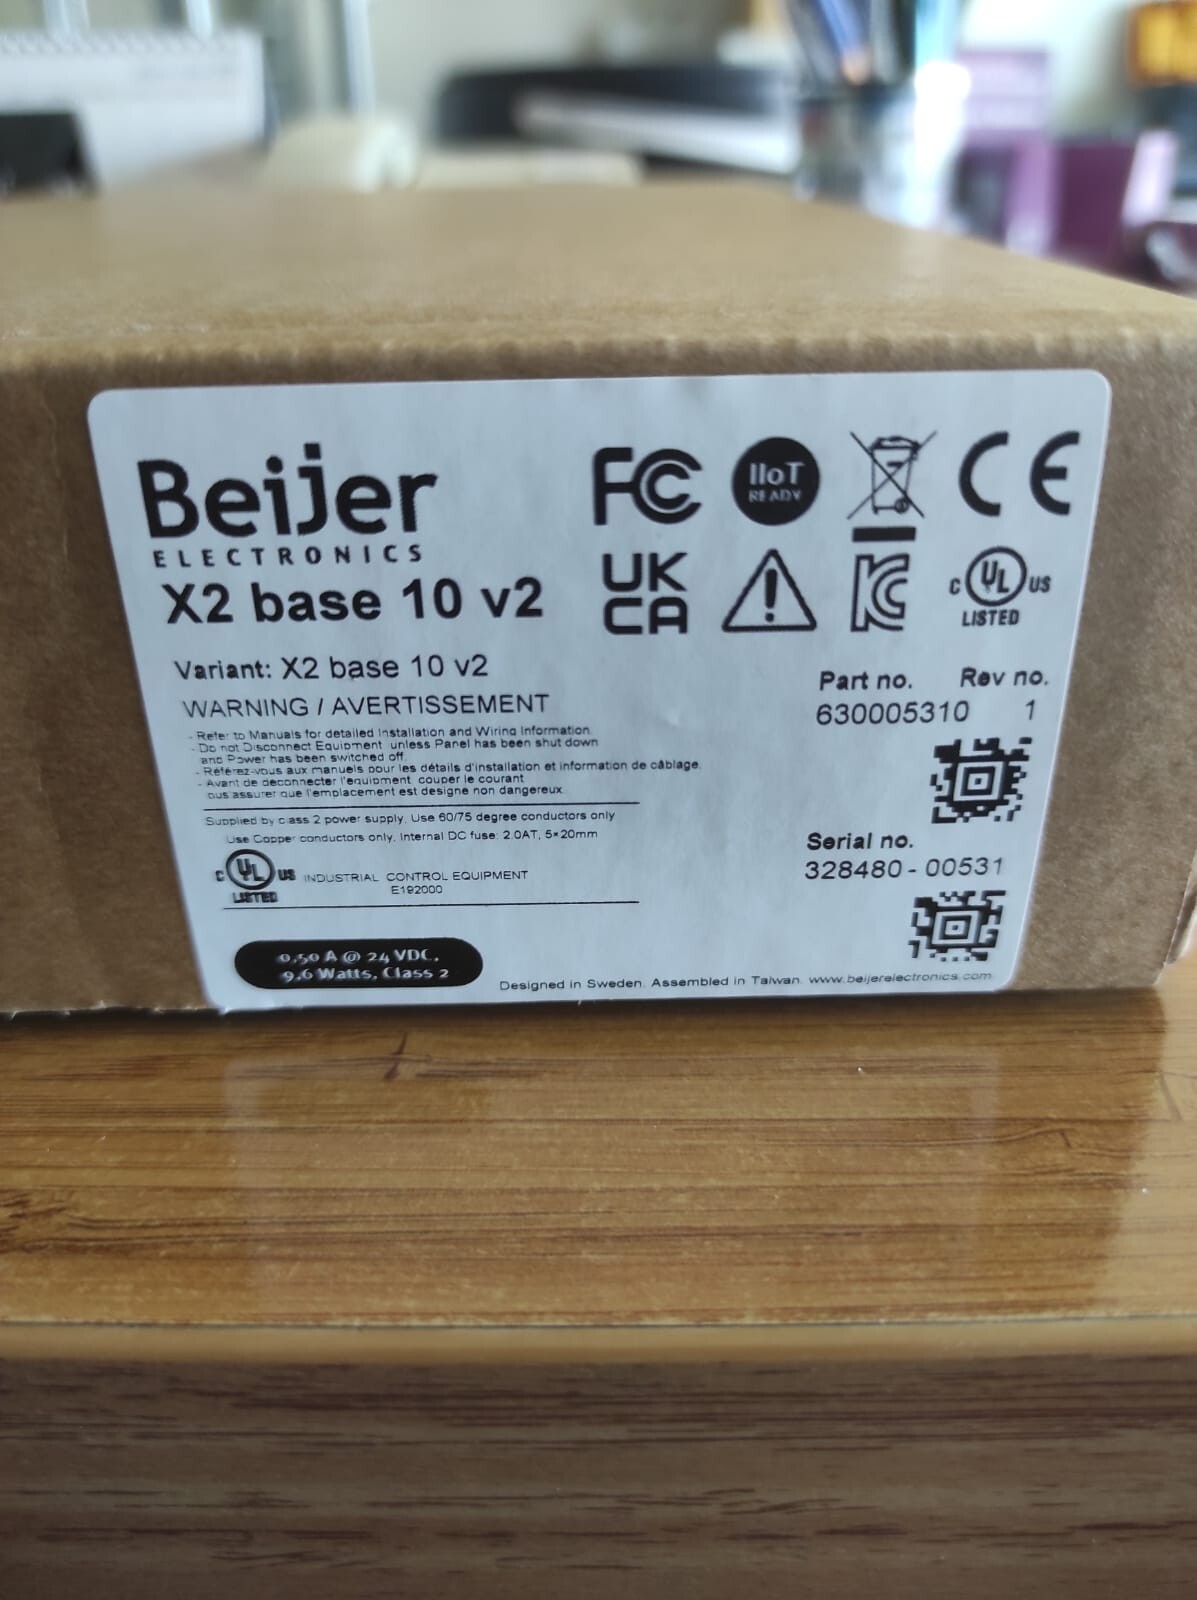 Beijer
ELECTRONICS
X2 base 10 v2
FC
IIoT
READY
CE
UK
CA
C UL US
LISTED
Variant: X2 base 10 v2
WARNING / AVERTISSEMENT
- Refer to Manuals for detailed Installation and Wiring Information.
- Do not Disconnect Equipment unless Panel has been shut down
and Power has been switched off.
- Référez-vous aux manuels pour les détails d'installation et information de câblage.
- Avant de deconnecter l'equipment couper le courant
ous assurer que l'emplacement est designe non dangereux
Supplied by class 2 power supply, Use 60/75 degree conductors only
Use Copper conductors only, Internal DC fuse: 2.0AT, 5×20mm
C UL US INDUSTRIAL CONTROL EQUIPMENT
LISTED
E192000
0,50 A @ 24 VDC,
9,6 Watts, Class 2
Part no. Rev no.
630005310 1
Serial no.
328480-00531
Designed in Sweden. Assembled in Taiwan. www.beijerelectronics.com